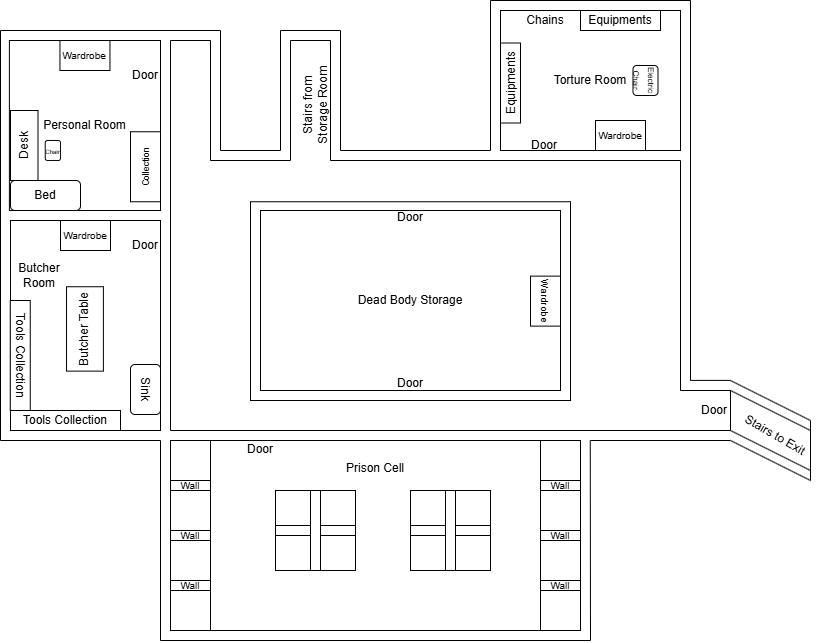 Chains
Equipments
Equipments
Torture Room
Electric
Chair
Wardrobe
Door
Stairs from
Storage Room
Wardrobe
Door
Personal Room
Desk
Chair
Collection
Bed
Wardrobe
Door
Butcher
Room
Butcher Table
Tools Collection
Sink
Tools Collection
Door
Dead Body Storage
Wardrobe
Door
Door
Stairs to Exit
Door
Prison Cell
Wall
Wall
Wall
Wall
Wall
Wall